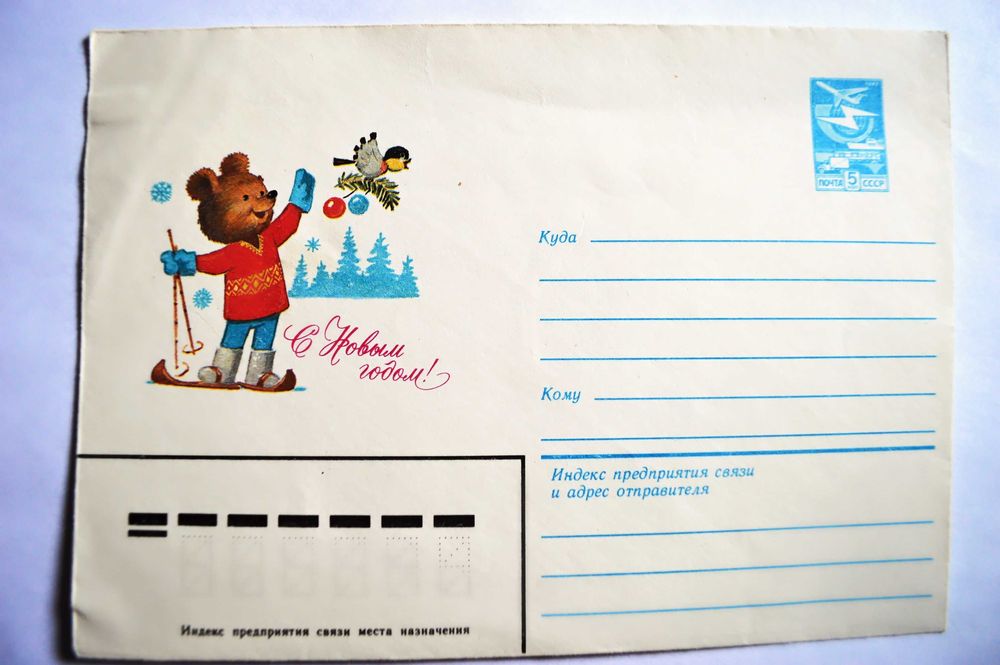 ПОЧТА 5 СССР
С Новым
годом!
Куда
Кому
Индекс предприятия связи
и адрес отправителя
Индекс предприятия связи места назначения